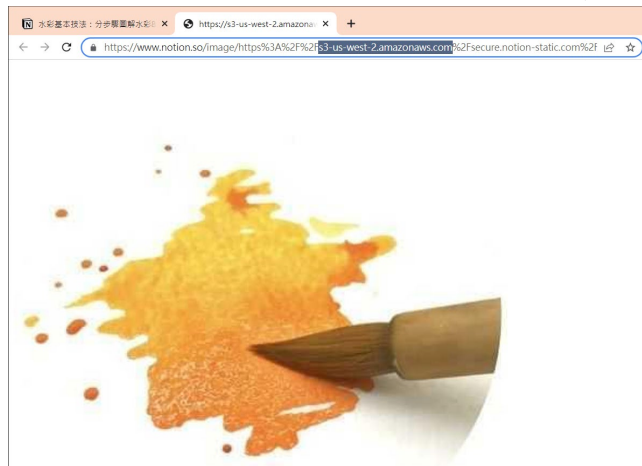 水彩基本技法：分步驟圖解水彩
https://s3-us-west-2.amazonav
https://www.notion.so/image/https%3A%2F%2Fs3-us-west-2.amazonaws.com%2Fsecure.notion-static.com%2F